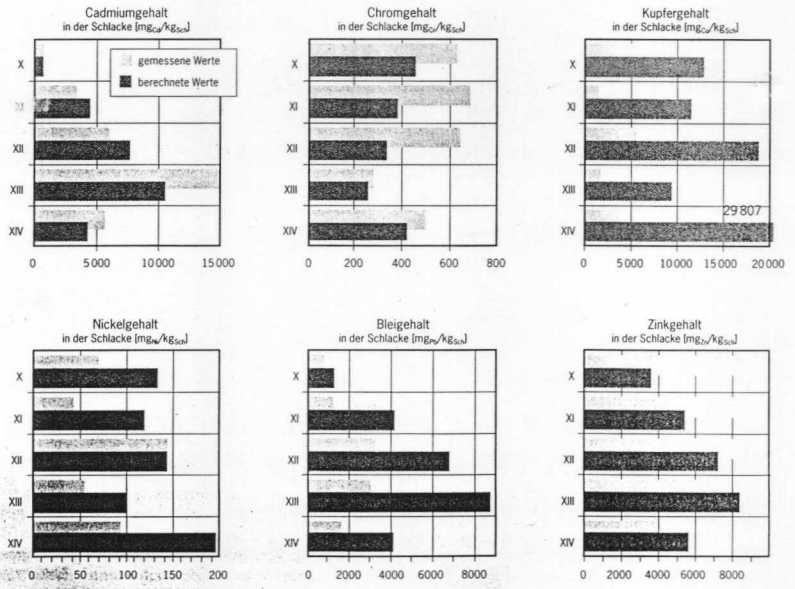 Cadmiumgehalt
in der Schlacke [mgCd/kgSch]
gemessene Werte
berechnete Werte
X
XI
XII
XIII
XIV
0 5000 10000 15000
Chromgehalt
in der Schlacke [mgCr/kgSch]
X
XI
XII
XIII
XIV
0 200 400 600 800
Kupfergehalt
in der Schlacke [mgCu/kgSch]
X
XI
XII
XIII
29807
XIV
0 5000 10000 15000 20000
Nickelgehalt
in der Schlacke [mgNi/kgSch]
X
XI
XII
XIII
XIV
0 50 100 150 200
Bleigehalt
in der Schlacke [mgPb/kgSch]
X
XI
XII
XIII
XIV
0 2000 4000 6000 8000
Zinkgehalt
in der Schlacke [mgZn/kgSch]
X
XI
XII
XIII
XIV
0 2000 4000 6000 8000